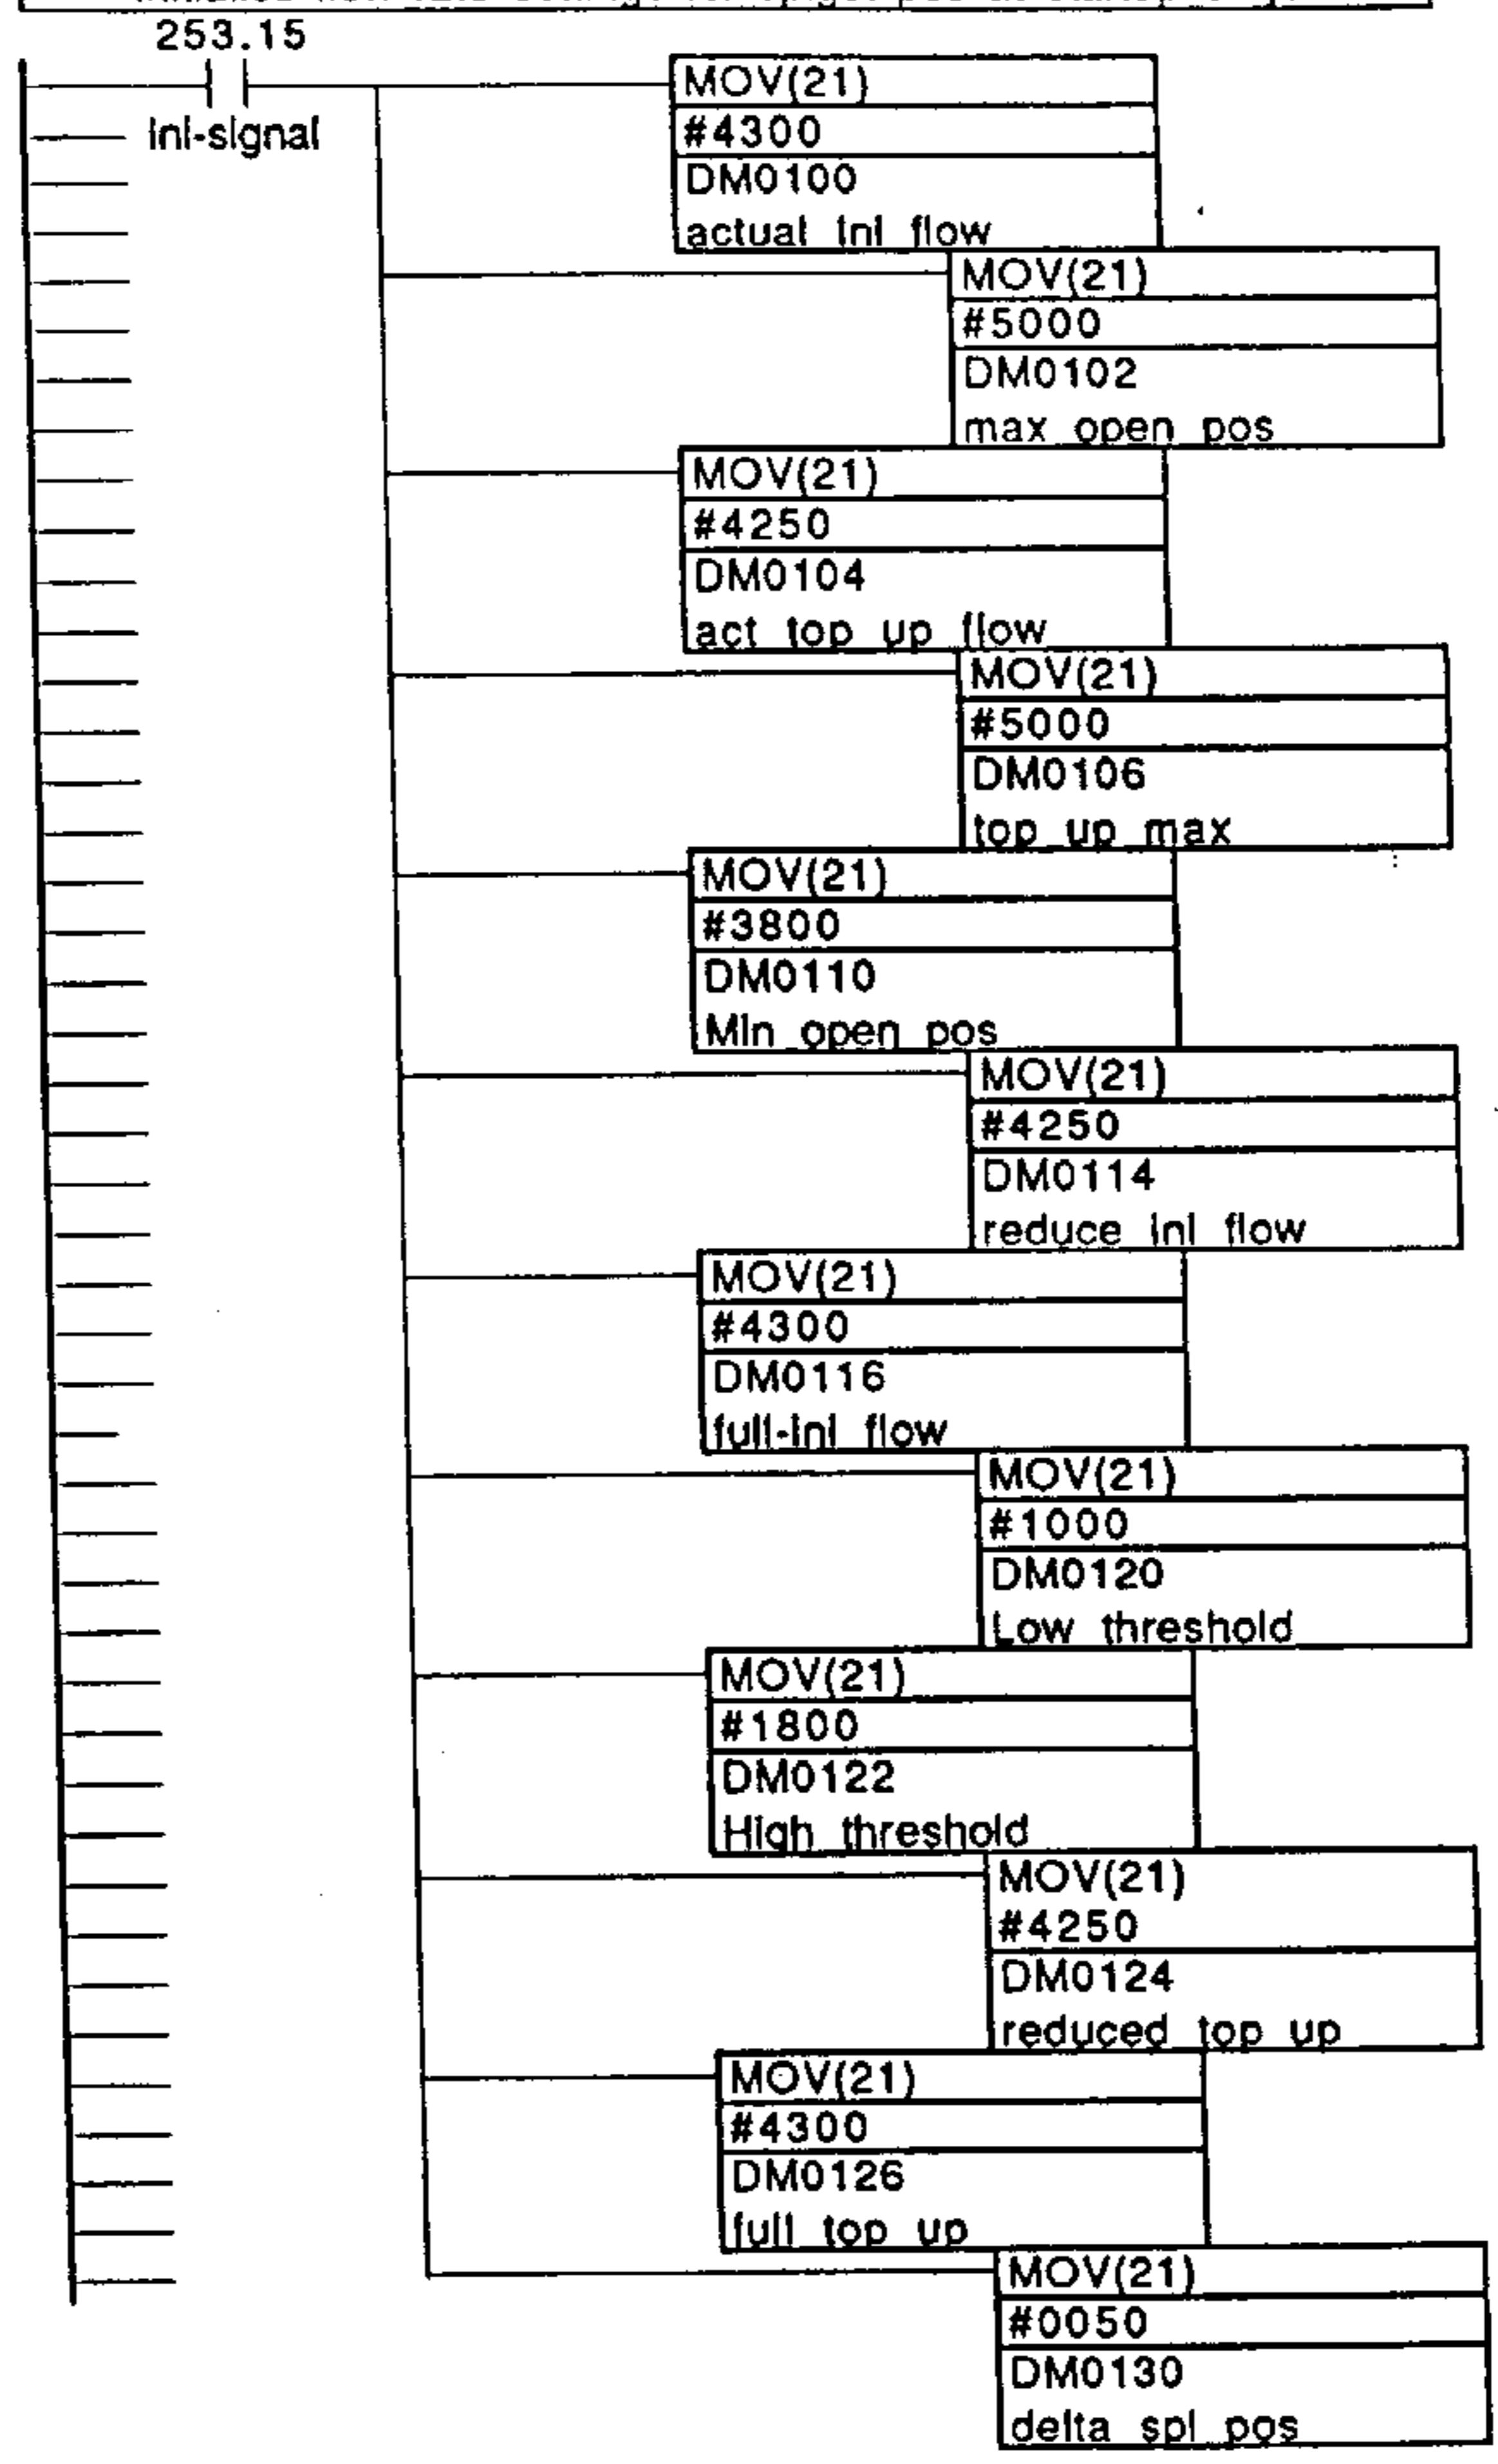 253.15
ini-signal
MOV(21)
#4300
DM0100
actual ini flow
MOV(21)
#5000
DM0102
max open pos
MOV(21)
#4250
DM0104
act top up flow
MOV(21)
#5000
DM0106
top up max
MOV(21)
#3800
DM0110
Min open pos
MOV(21)
#4250
DM0114
reduce ini flow
MOV(21)
#4300
DM0116
full-ini flow
MOV(21)
#1000
DM0120
Low threshold
MOV(21)
#1800
DM0122
High threshold
MOV(21)
#4250
DM0124
reduced top up
MOV(21)
#4300
DM0126
full top up
MOV(21)
#0050
DM0130
delta spl pos